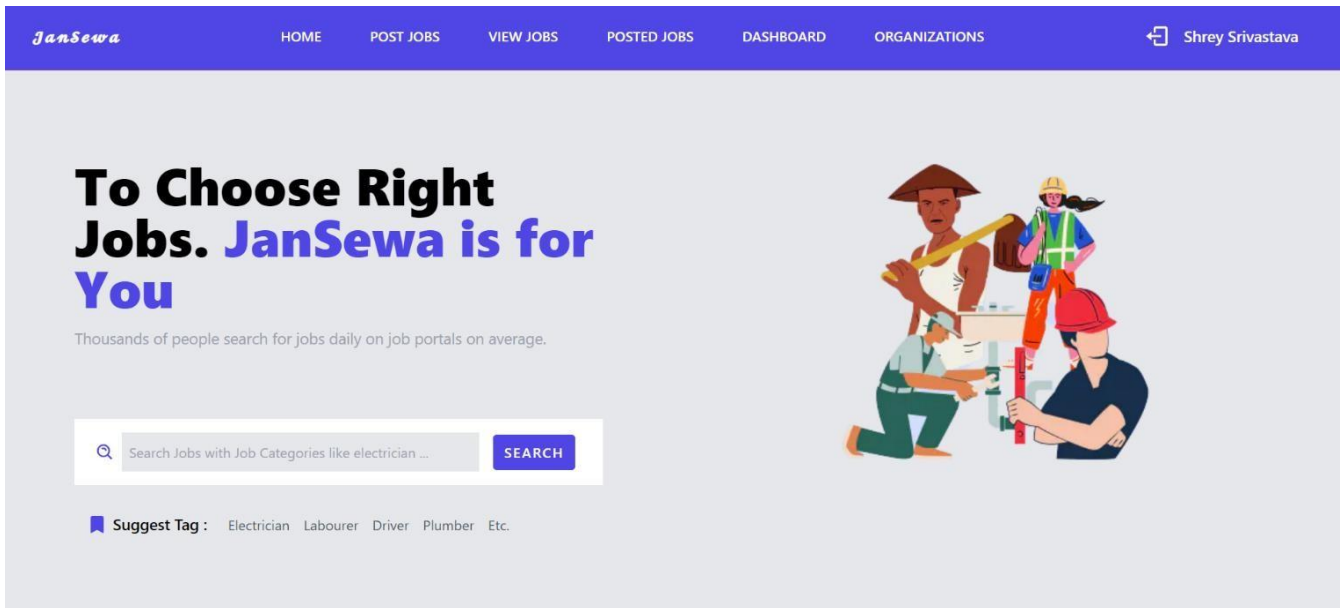 JanSewa HOME POST JOBS VIEW JOBS POSTED JOBS DASHBOARD ORGANIZATIONS Shrey Srivastava
To Choose Right
Jobs. JanSewa is for
You
Thousands of people search for jobs daily on job portals on average.
Search Jobs with Job Categories like electrician ... SEARCH
Suggest Tag : Electrician Labourer Driver Plumber Etc.